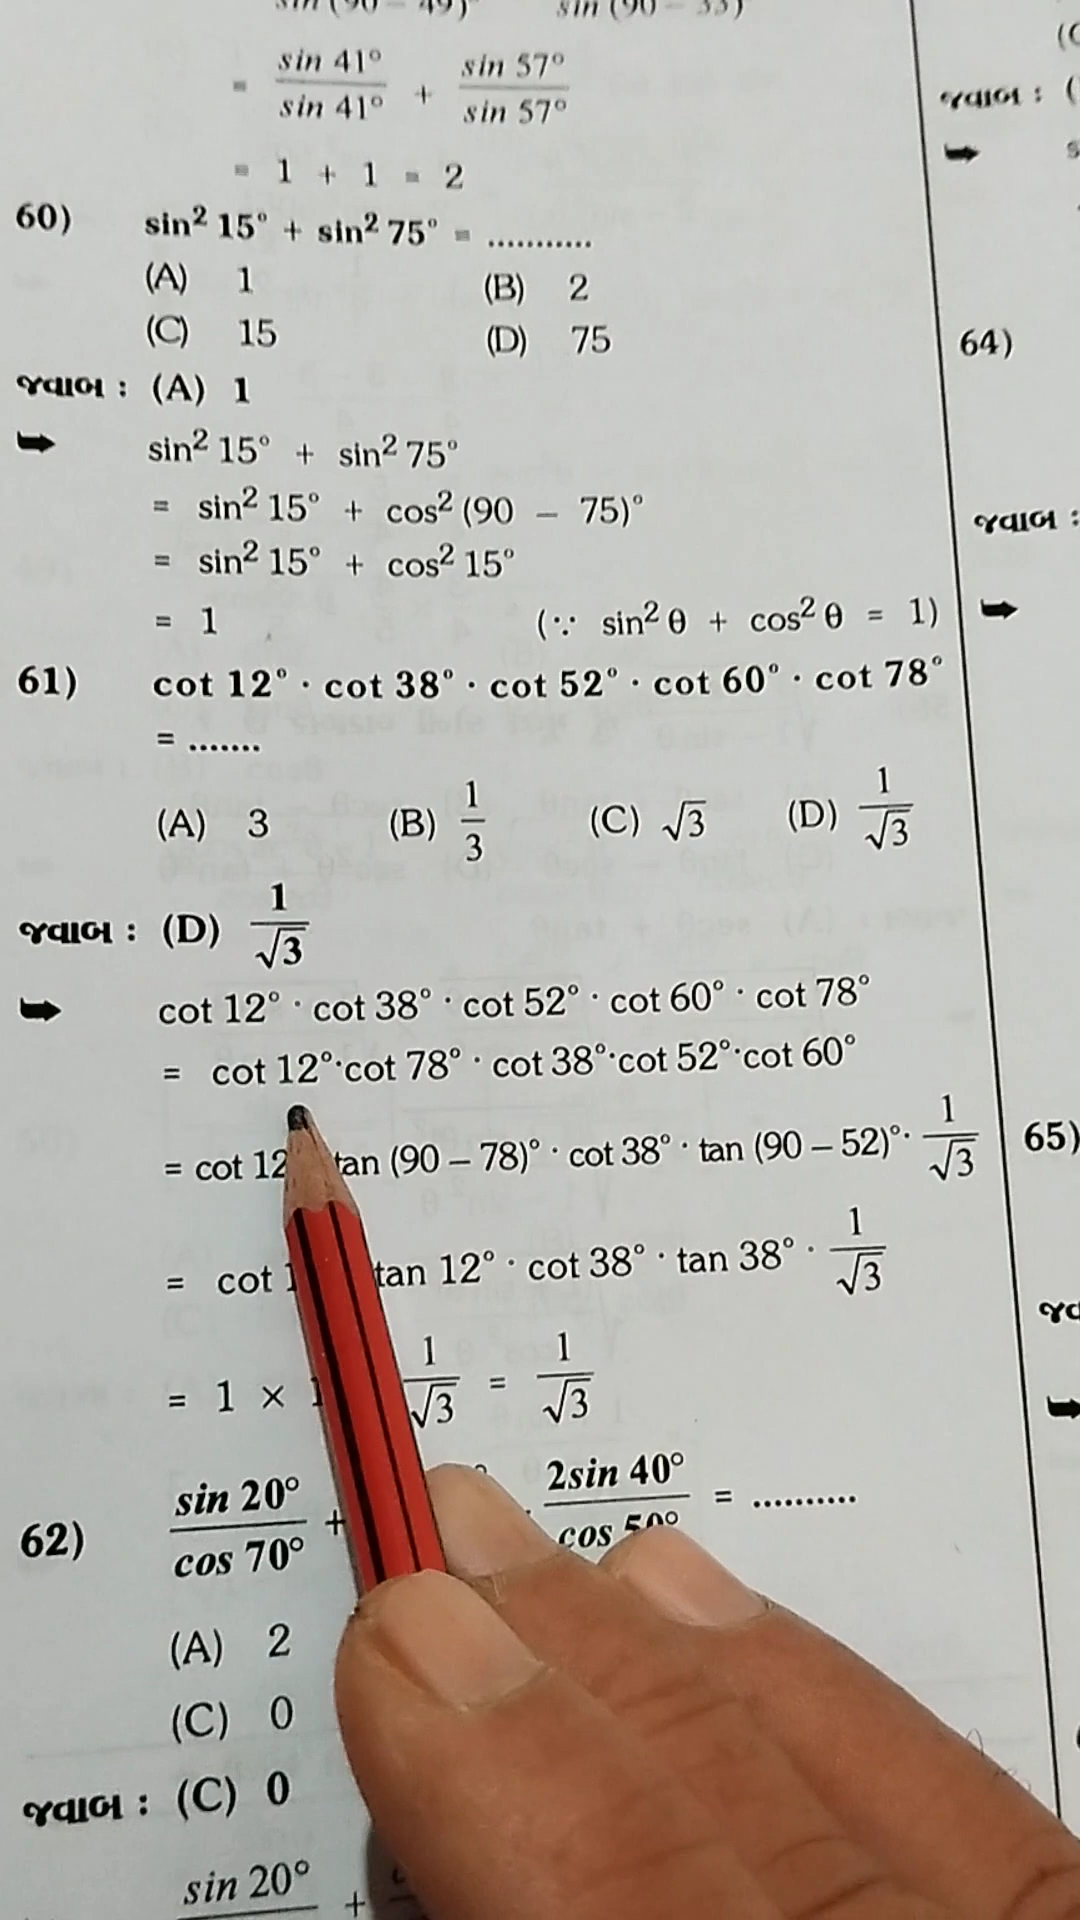 = sin 41° / sin 41° + sin 57° / sin 57°
= 1 + 1 = 2
60) sin² 15° + sin² 75° = ...........
(A) 1 (B) 2
(C) 15 (D) 75
જવાબ : (A) 1
➥ sin² 15° + sin² 75°
= sin² 15° + cos² (90 – 75)°
= sin² 15° + cos² 15°
= 1 (∵ sin² θ + cos² θ = 1)
61) cot 12° · cot 38° · cot 52° · cot 60° · cot 78°
= .......
(A) 3 (B) 1/3 (C) √3 (D) 1/√3
જવાબ : (D) 1/√3
➥ cot 12° · cot 38° · cot 52° · cot 60° · cot 78°
= cot 12°·cot 78° · cot 38°·cot 52°·cot 60°
= cot 12 tan (90 – 78)° · cot 38° · tan (90 – 52)° · 1/√3
= cot tan 12° · cot 38° · tan 38° · 1/√3
= 1 × 1/√3 = 1/√3
62) sin 20° / cos 70° + 2sin 40° / cos 50° = ..........
(A) 2
(C) 0
જવાબ : (C) 0
sin 20° +
જવાબ :
64)
જવાબ :
65)